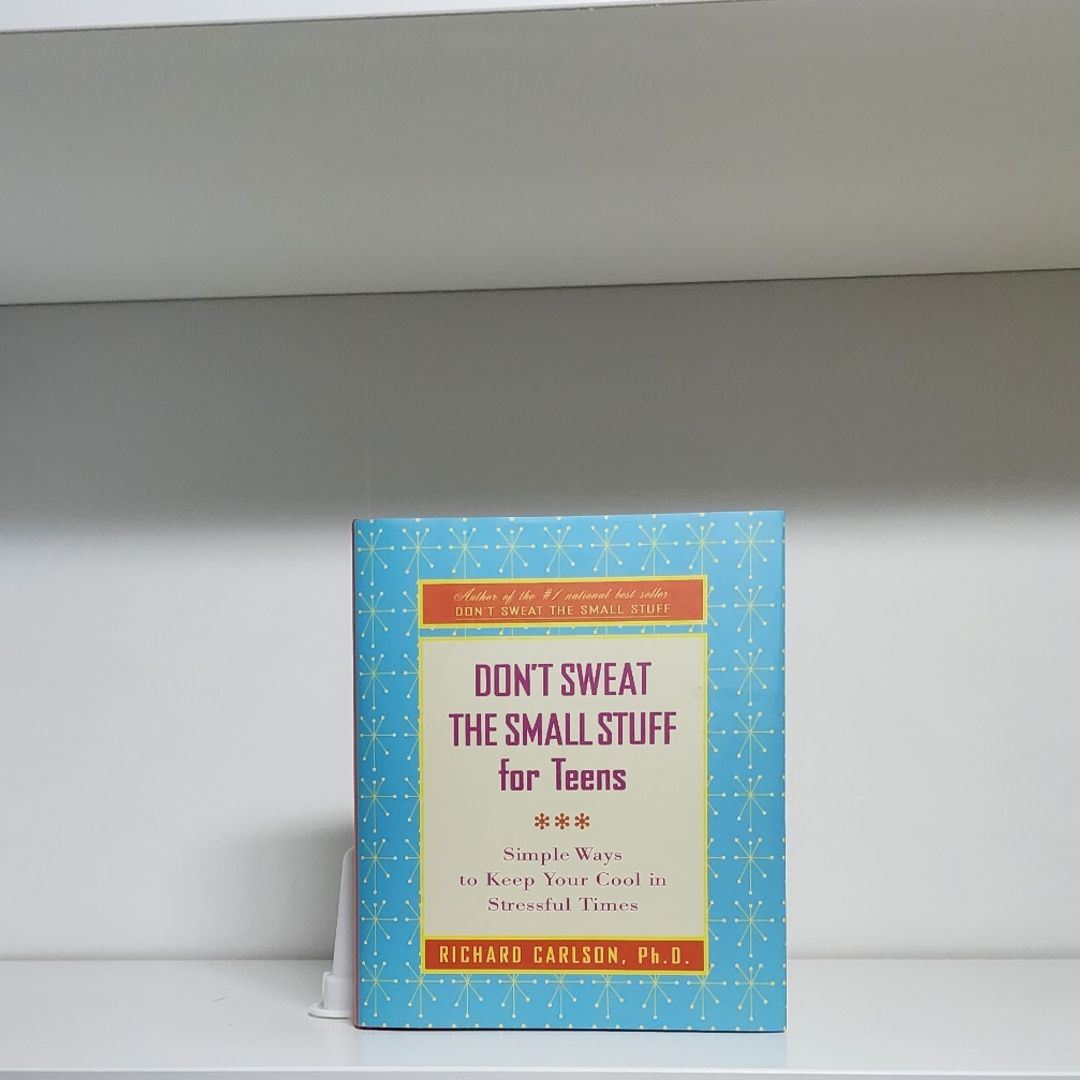 Author of the #1 national best seller
DON'T SWEAT THE SMALL STUFF
DON'T SWEAT
THE SMALL STUFF
for Teens
***
Simple Ways
to Keep Your Cool in
Stressful Times
RICHARD CARLSON, Ph.D.